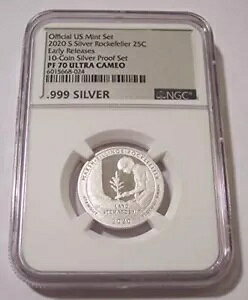 Official US Mint Set
2020 S Silver Rockefeller 25C
Early Releases
10-Coin Silver Proof Set
PF 70 ULTRA CAMEO
6015668-024
.999 SILVER
NGC
2020